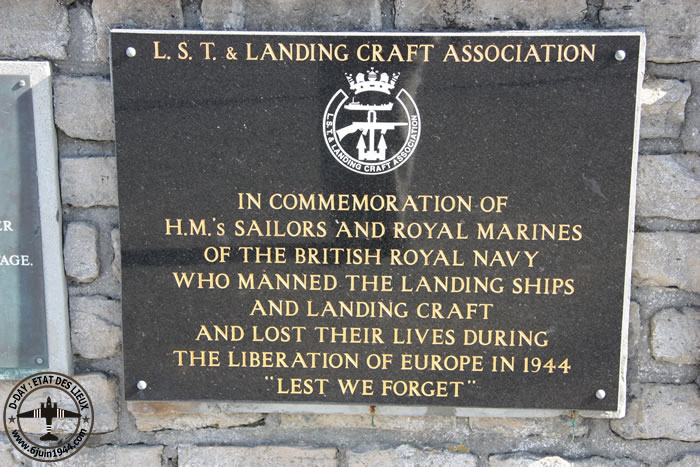 L. S. T. & LANDING CRAFT ASSOCIATION
L.S.T. & LANDING CRAFT ASSOCIATION
IN COMMEMORATION OF
H.M.'s SAILORS AND ROYAL MARINES
OF THE BRITISH ROYAL NAVY
WHO MANNED THE LANDING SHIPS
AND LANDING CRAFT
AND LOST THEIR LIVES DURING
THE LIBERATION OF EUROPE IN 1944
"LEST WE FORGET"
D-DAY : ETAT DES LIEUX
www.6juin1944.com